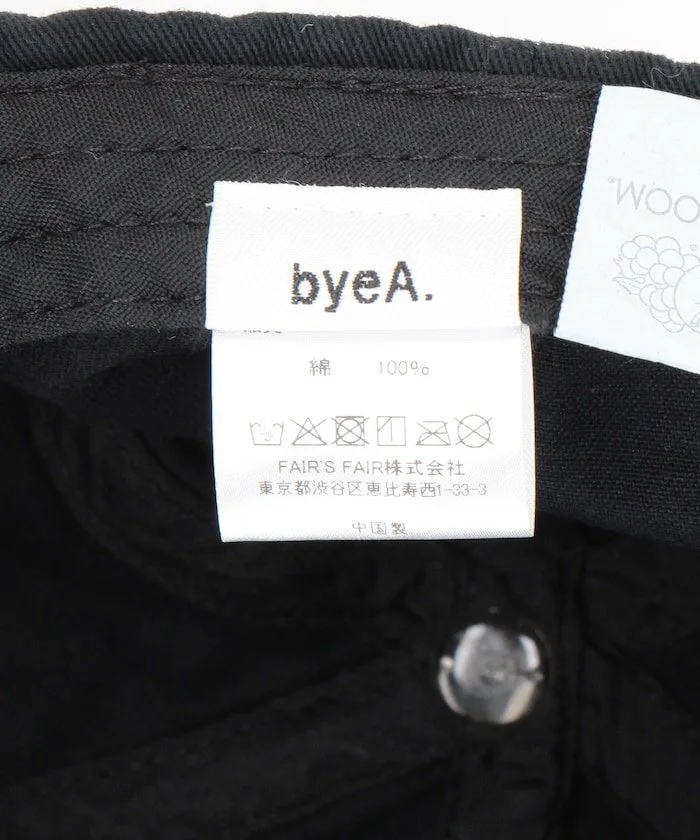 byeA.
綿 100%
FAIR'S FAIR株式会社
東京都渋谷区恵比寿西1-33-3
中国製